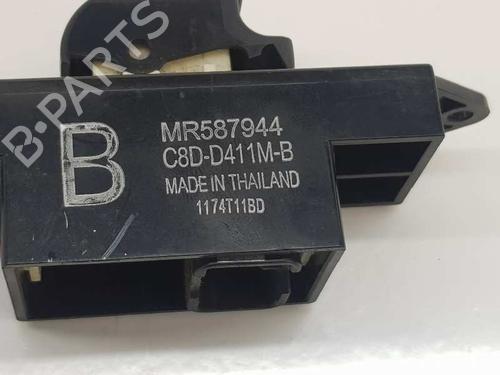 B-PARTS
B
MR587944
C8D-D411M-B
MADE IN THAILAND
1174T11BD